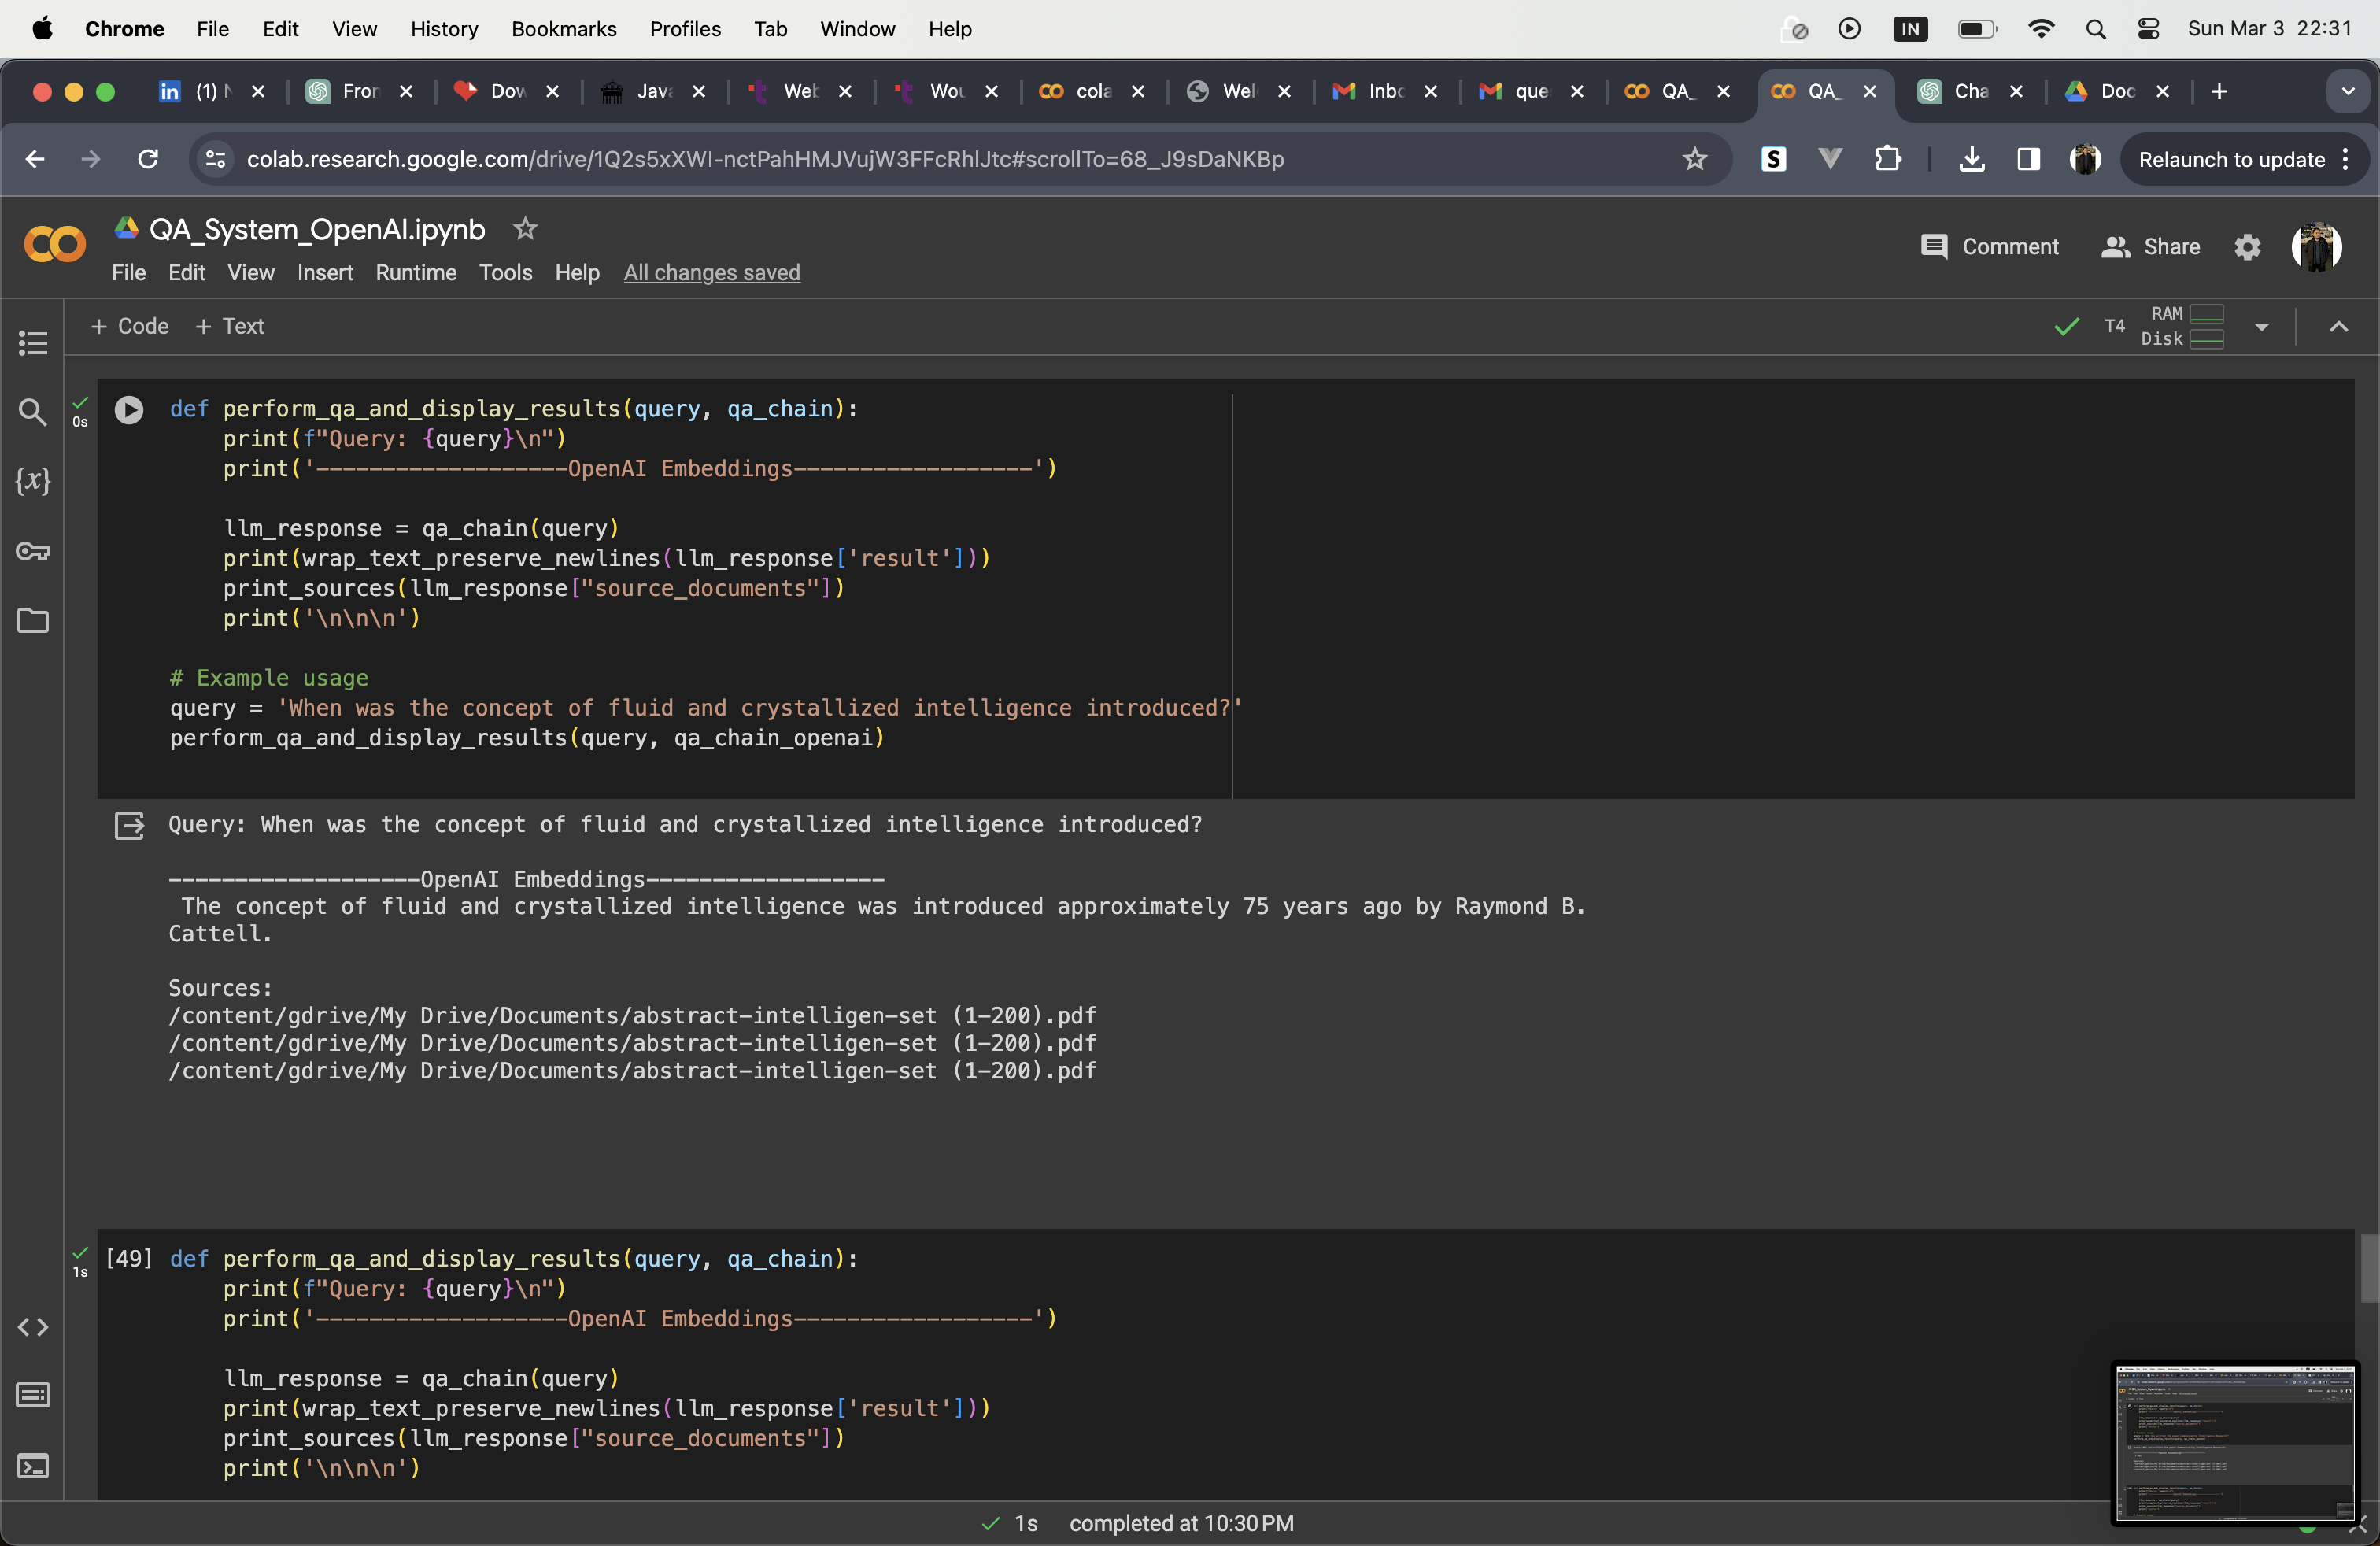 Chrome File Edit View History Bookmarks Profiles Tab Window Help IN Sun Mar 3 22:31
(1) N Fron Dow Java Web Wou cola Wel Inbo que QA_ QA_ Cha Doc
colab.research.google.com/drive/1Q2s5xXWI-nctPahHMJVujW3FFcRhlJtc#scrollTo=68_J9sDaNKBp S Relaunch to update
QA_System_OpenAI.ipynb
Comment Share
File Edit View Insert Runtime Tools Help All changes saved
+ Code + Text T4 RAM
Disk
def perform_qa_and_display_results(query, qa_chain):
0s
print(f"Query: {query}\n")
print('-------------------OpenAI Embeddings------------------')
llm_response = qa_chain(query)
print(wrap_text_preserve_newlines(llm_response['result']))
print_sources(llm_response["source_documents"])
print('\n\n\n')
# Example usage
query = 'When was the concept of fluid and crystallized intelligence introduced?'
perform_qa_and_display_results(query, qa_chain_openai)
Query: When was the concept of fluid and crystallized intelligence introduced?
-------------------OpenAI Embeddings------------------
The concept of fluid and crystallized intelligence was introduced approximately 75 years ago by Raymond B.
Cattell.
Sources:
/content/gdrive/My Drive/Documents/abstract-intelligen-set (1-200).pdf
/content/gdrive/My Drive/Documents/abstract-intelligen-set (1-200).pdf
/content/gdrive/My Drive/Documents/abstract-intelligen-set (1-200).pdf
[49] def perform_qa_and_display_results(query, qa_chain):
1s
print(f"Query: {query}\n")
print('-------------------OpenAI Embeddings------------------')
llm_response = qa_chain(query)
print(wrap_text_preserve_newlines(llm_response['result']))
print_sources(llm_response["source_documents"])
print('\n\n\n')
1s completed at 10:30 PM